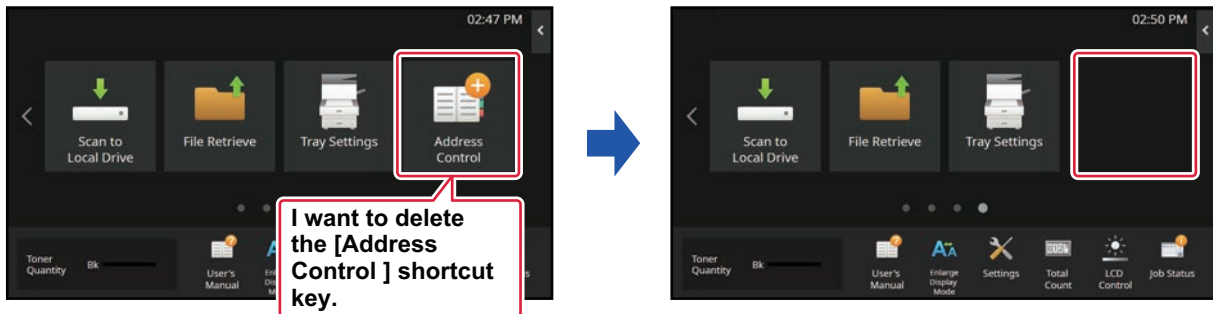 02:47 PM
Scan to
Local Drive
File Retrieve
Tray Settings
Address
Control
I want to delete
the [Address
Control ] shortcut
key.
Toner
Quantity
Bk
User's
Manual
02:50 PM
Scan to
Local Drive
File Retrieve
Tray Settings
Toner
Quantity
Bk
User's
Manual
Enlarge
Display
Mode
Settings
Total
Count
LCD
Control
Job Status